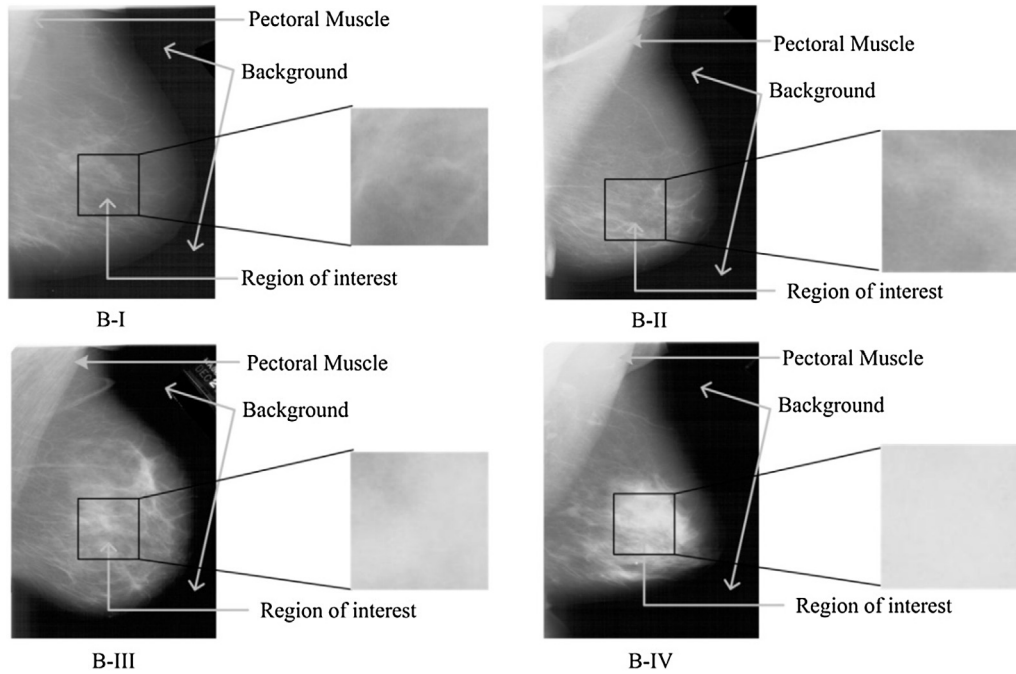 Pectoral Muscle
Background
Region of interest
B-I
Pectoral Muscle
Background
Region of interest
B-II
Pectoral Muscle
Background
Region of interest
B-III
Pectoral Muscle
Background
Region of interest
B-IV